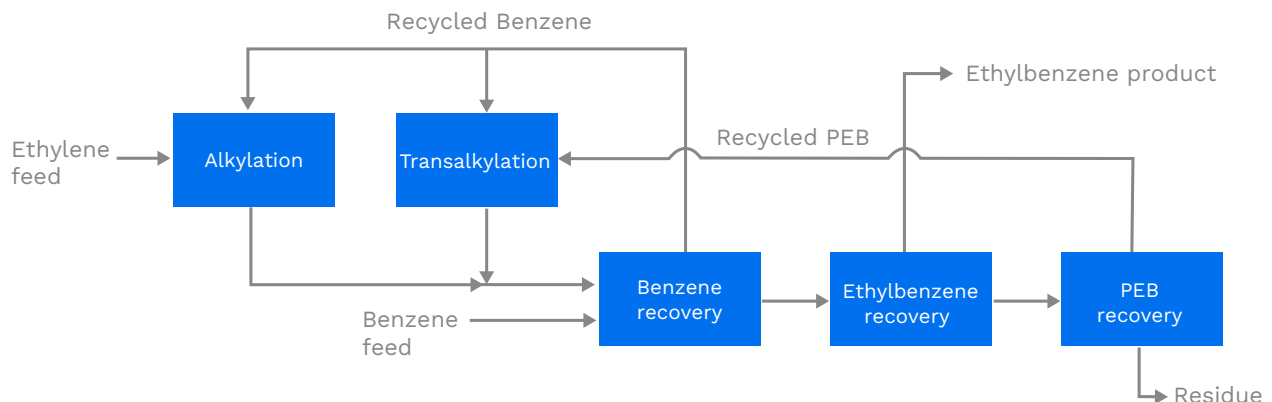 Recycled Benzene
Ethylbenzene product
Recycled PEB
Ethylene
feed
Alkylation
Transalkylation
Benzene
recovery
Ethylbenzene
recovery
PEB
recovery
Benzene
feed
Residue